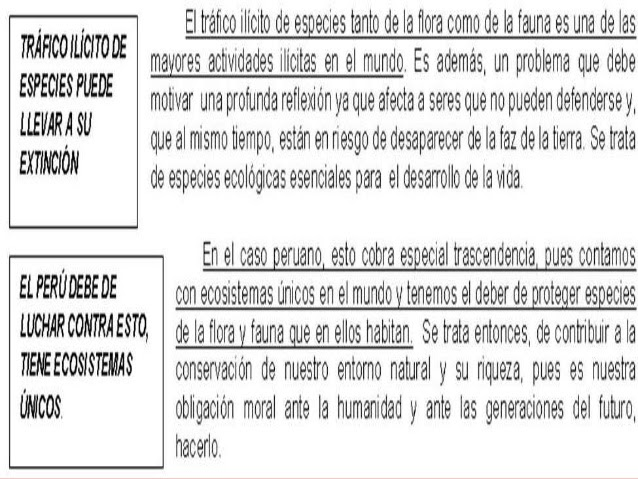 TRÁFICO ILÍCITO DE
ESPECIES PUEDE
LLEVAR A SU
EXTINCIÓN
El tráfico ilícito de especies tanto de la flora como de la fauna es una de las
mayores actividades ilícitas en el mundo. Es además, un problema que debe
motivar una profunda reflexión ya que afecta a seres que no pueden defenderse y,
que al mismo tiempo, están en riesgo de desaparecer de la faz de la tierra. Se trata
de especies ecológicas esenciales para el desarrollo de la vida.
EL PERÚ DEBE DE
LUCHAR CONTRA ESTO,
TIENE ECOSISTEMAS
ÚNICOS.
En el caso peruano, esto cobra especial trascendencia, pues contamos
con ecosistemas únicos en el mundo y tenemos el deber de proteger especies
de la flora y fauna que en ellos habitan. Se trata entonces, de contribuir a la
conservación de nuestro entorno natural y su riqueza, pues es nuestra
obligación moral ante la humanidad y ante las generaciones del futuro,
hacerlo.